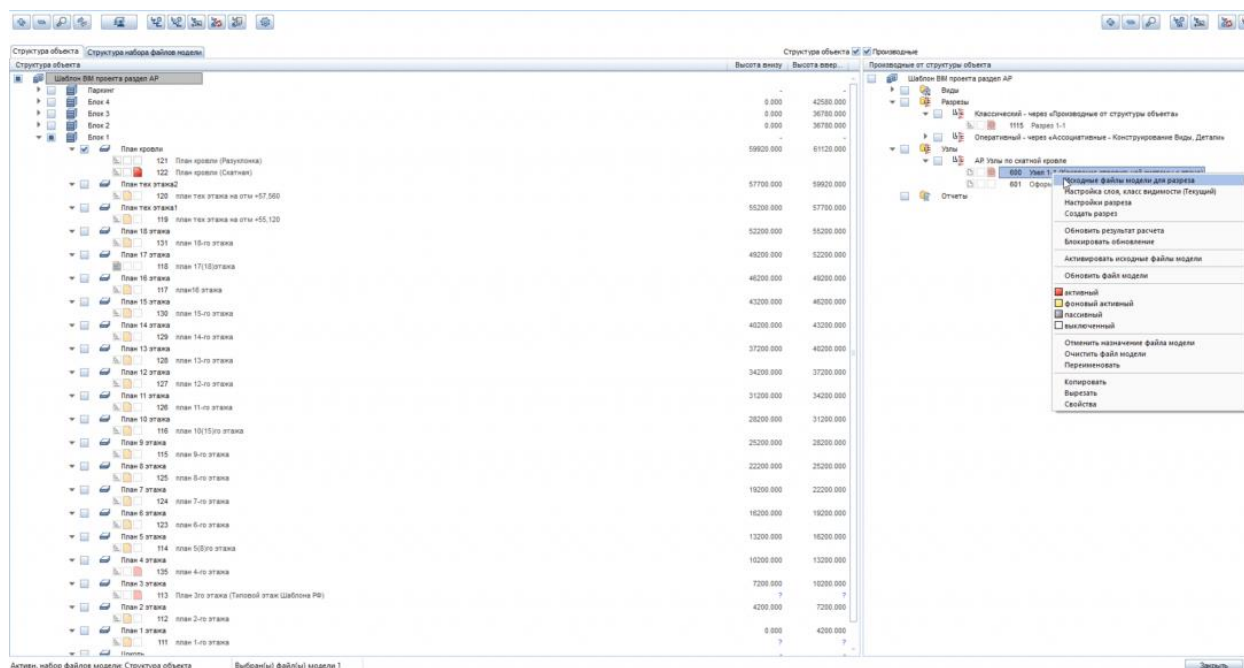 Структура объекта Структура набора файлов модели Структура объекта Производные
Структура объекта Высота внизу Высота ввер... Производные от структуры объекта
Шаблон BIM проекта раздел АР
Паркинг - -
Блок 4 0.000 42580.000
Блок 3 0.000 36780.000
Блок 2 0.000 36780.000
Блок 1 - -
План кровли 59920.000 61120.000
121 План кровли (Разуклонка)
122 План кровли (Скатная)
План тех этажа2 57700.000 59920.000
120 план тех этажа на отм +57,560
План тех этажа1 55200.000 57700.000
119 план тех этажа на отм +55,120
План 18 этажа 52200.000 55200.000
131 план 18-го этажа
План 17 этажа 49200.000 52200.000
118 план 17(18)этажа
План 16 этажа 46200.000 49200.000
117 план16 этажа
План 15 этажа 43200.000 46200.000
130 план 15-го этажа
План 14 этажа 40200.000 43200.000
129 план 14-го этажа
План 13 этажа 37200.000 40200.000
128 план 13-го этажа
План 12 этажа 34200.000 37200.000
127 план 12-го этажа
План 11 этажа 31200.000 34200.000
126 план 11-го этажа
План 10 этажа 28200.000 31200.000
116 план 10(15)го этажа
План 9 этажа 25200.000 28200.000
115 план 9-го этажа
План 8 этажа 22200.000 25200.000
125 план 8-го этажа
План 7 этажа 19200.000 22200.000
124 план 7-го этажа
План 6 этажа 16200.000 19200.000
123 план 6-го этажа
План 5 этажа 13200.000 16200.000
114 план 5(8)го этажа
План 4 этажа 10200.000 13200.000
135 план 4-го этажа
План 3 этажа 7200.000 10200.000
113 План 3го этажа (Типовой этаж Шаблона РФ) ? ?
План 2 этажа 4200.000 7200.000
112 план 2-го этажа
План 1 этажа 0.000 4200.000
111 план 1-го этажа ? ?
Цоколь
Шаблон BIM проекта раздел АР
Виды
Разрезы
Классический - через «Производные от структуры объекта»
1115 Разрез 1-1
Оперативный - через «Ассоциативные - Конструирование Виды, Детали»
Узлы
АР. Узлы по скатной кровле
600 Узел 1-1
601 Оформ
Отчеты
Исходные файлы модели для разреза
Настройка слоя, класс видимости (Текущий)
Настройки разреза
Создать разрез
Обновить результат расчета
Блокировать обновление
Активировать исходные файлы модели
Обновить файл модели
активный
фоновый активный
пассивный
выключенный
Отменить назначение файла модели
Очистить файл модели
Переименовать
Копировать
Вырезать
Свойства
Активн. набор файлов модели: Структура объекта Выбран(ы) файл(ы) модели 1 Закрыть